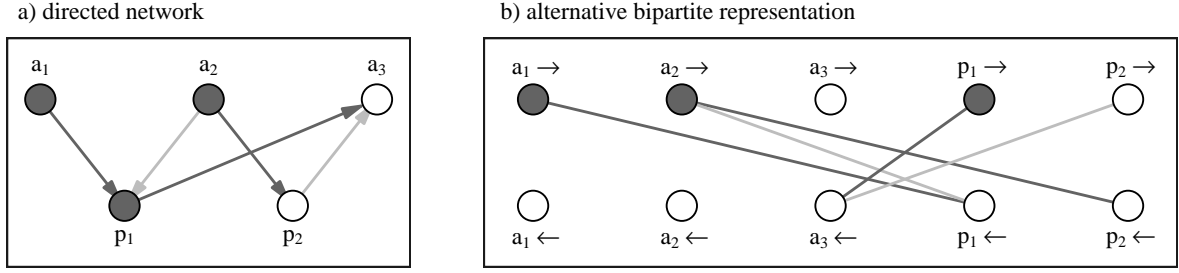 a) directed network
b) alternative bipartite representation
a₁ a₂ a₃
p₁ p₂
a₁ → a₂ → a₃ → p₁ → p₂ →
a₁ ← a₂ ← a₃ ← p₁ ← p₂ ←